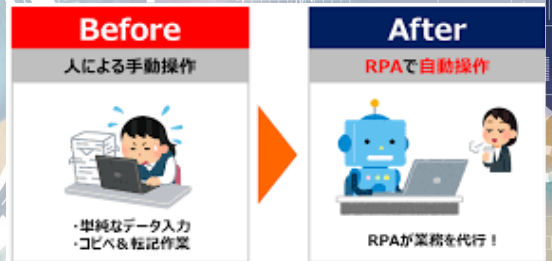 Before
人による手動操作
・単純なデータ入力
・コピペ&転記作業
After
RPAで自動操作
RPAが業務を代行！